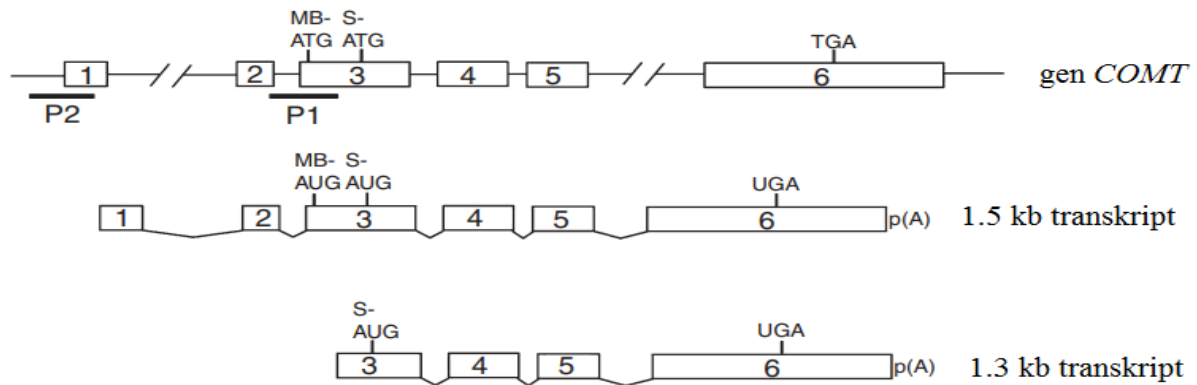 MB- S-
ATG ATG TGA
1 2 3 4 5 6 gen COMT
P2 P1
MB- S-
AUG AUG UGA
1 2 3 4 5 6 p(A) 1.5 kb transkript
S-
AUG UGA
3 4 5 6 p(A) 1.3 kb transkript